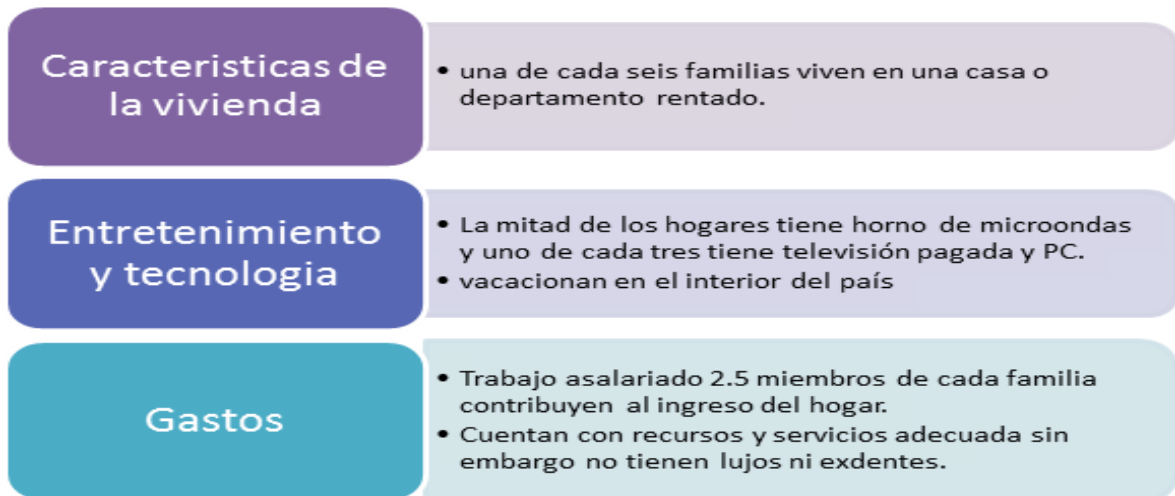 Caracteristicas de
la vivienda
• una de cada seis familias viven en una casa o
departamento rentado.
Entretenimiento
y tecnologia
• La mitad de los hogares tiene horno de microondas
y uno de cada tres tiene televisión pagada y PC.
• vacacionan en el interior del país
Gastos
• Trabajo asalariado 2.5 miembros de cada familia
contribuyen al ingreso del hogar.
• Cuentan con recursos y servicios adecuada sin
embargo no tienen lujos ni exdentes.